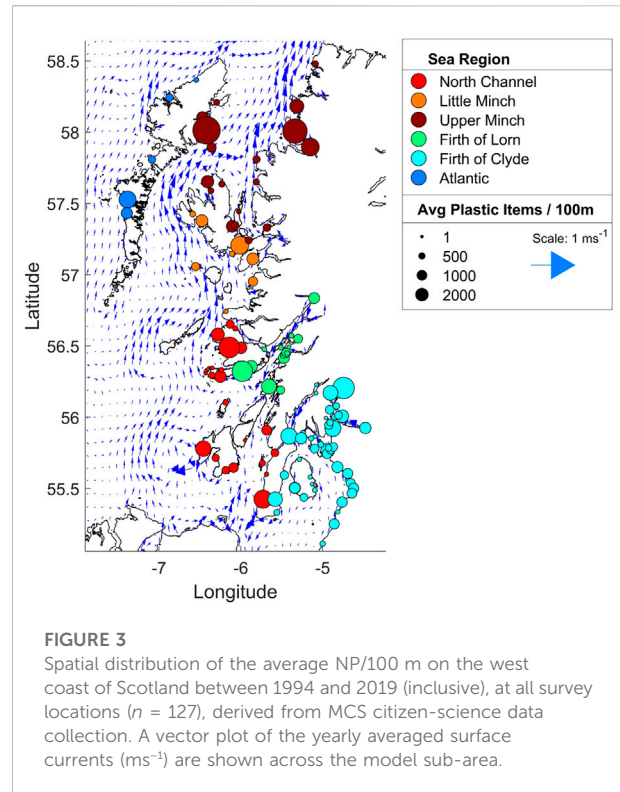 58.5
58
57.5
57
56.5
56
55.5
Latitude
-7
-6
-5
Longitude
Sea Region
North Channel
Little Minch
Upper Minch
Firth of Lorn
Firth of Clyde
Atlantic
Avg Plastic Items / 100m
1
500
1000
2000
Scale: 1 ms⁻¹
FIGURE 3
Spatial distribution of the average NP/100 m on the west
coast of Scotland between 1994 and 2019 (inclusive), at all survey
locations (n = 127), derived from MCS citizen-science data
collection. A vector plot of the yearly averaged surface
currents (ms⁻¹) are shown across the model sub-area.